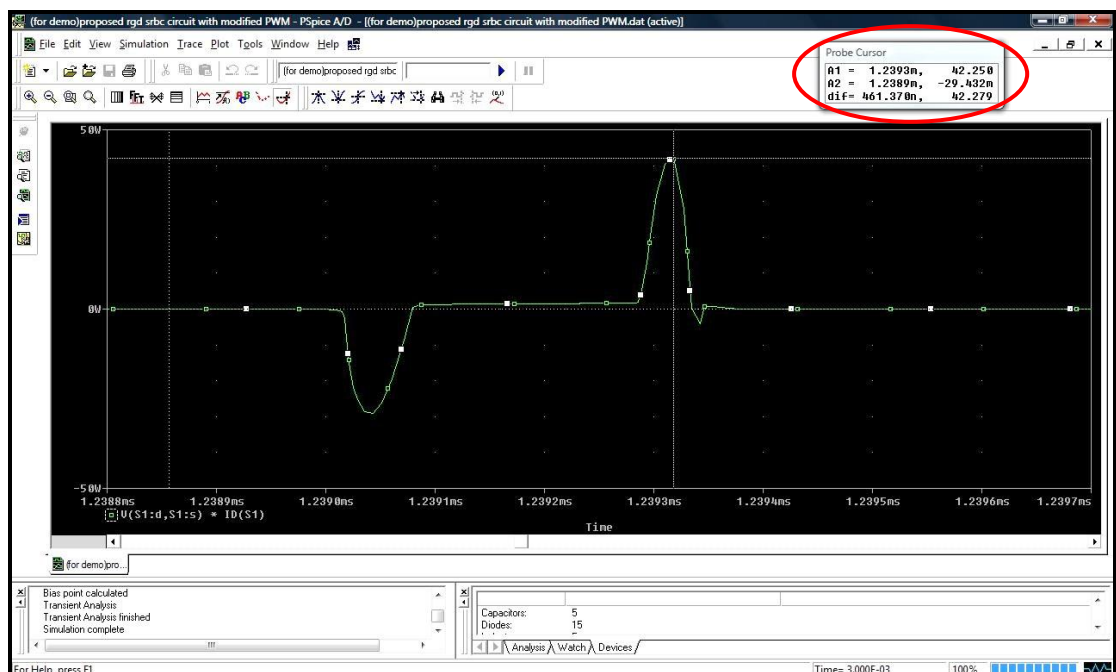 (for demo)proposed rgd srbc circuit with modified PWM - PSpice A/D - [(for demo)propose rgd srbc circuit with modified PWM.dat (active)]
File Edit View Simulation Trace Plot Tools Window Help
(for demo)proposed rgd srbc
Probe Cursor
A1 = 1.2393m, 42.250
A2 = 1.2389m, -29.432m
dif= 461.370n, 42.279
50W
0W
-50W
1.2388ms 1.2389ms 1.2390ms 1.2391ms 1.2392ms 1.2393ms 1.2394ms 1.2395ms 1.2396ms 1.2397ms
V(S1:d,S1:s) * ID(S1)
Time
(for demo)pro...
Bias point calculated
Transient Analysis
Transient Analysis finished
Simulation complete
Capacitors: 5
Diodes: 15
Analysis Watch Devices
For Help, press F1
Time= 3.000E-03 100%